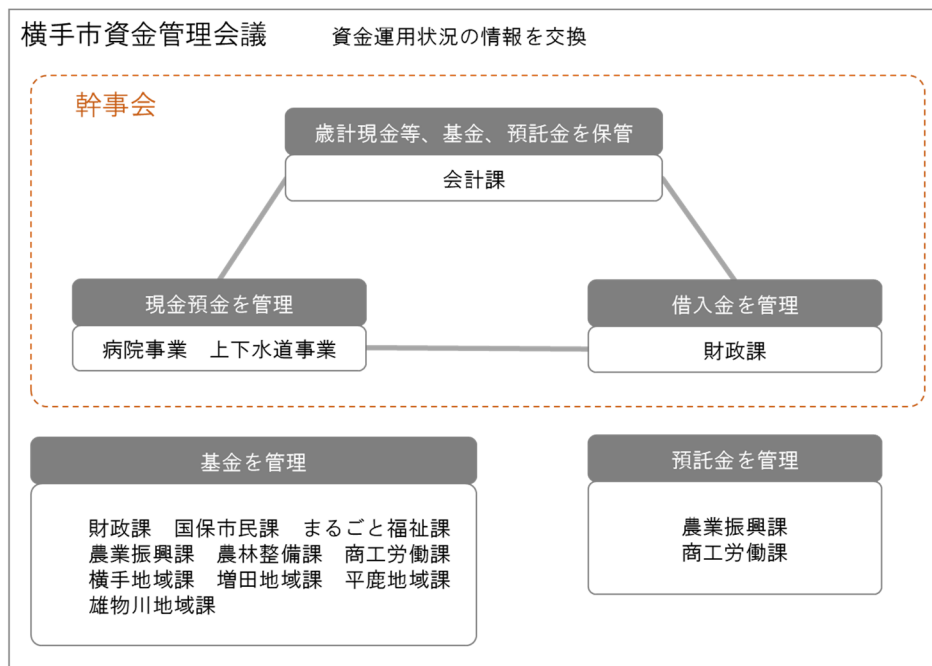 横手市資金管理会議 資金運用状況の情報を交換
幹事会
歳計現金等、基金、預託金を保管
会計課
現金預金を管理
病院事業 上下水道事業
借入金を管理
財政課
基金を管理
財政課 国保市民課 まるごと福祉課
農業振興課 農林整備課 商工労働課
横手地域課 増田地域課 平鹿地域課
雄物川地域課
預託金を管理
農業振興課
商工労働課